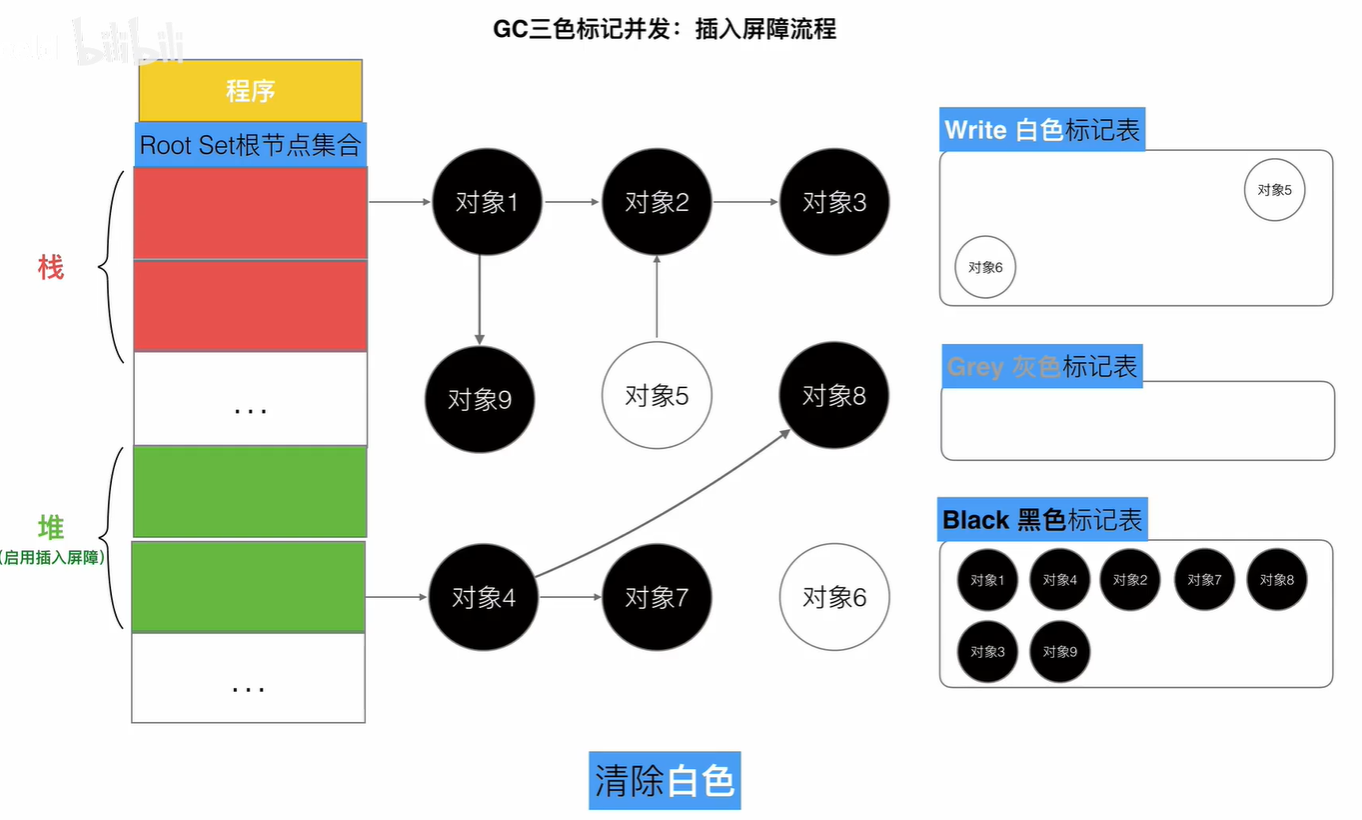 GC三色标记并发：插入屏障流程
bilibili
程序
Root Set根节点集合
栈
...
堆
(启用插入屏障)
...
对象1
对象2
对象3
对象9
对象5
对象8
对象4
对象7
对象6
Write 白色标记表
对象5
对象6
Grey 灰色标记表
Black 黑色标记表
对象1
对象4
对象2
对象7
对象8
对象3
对象9
清除白色